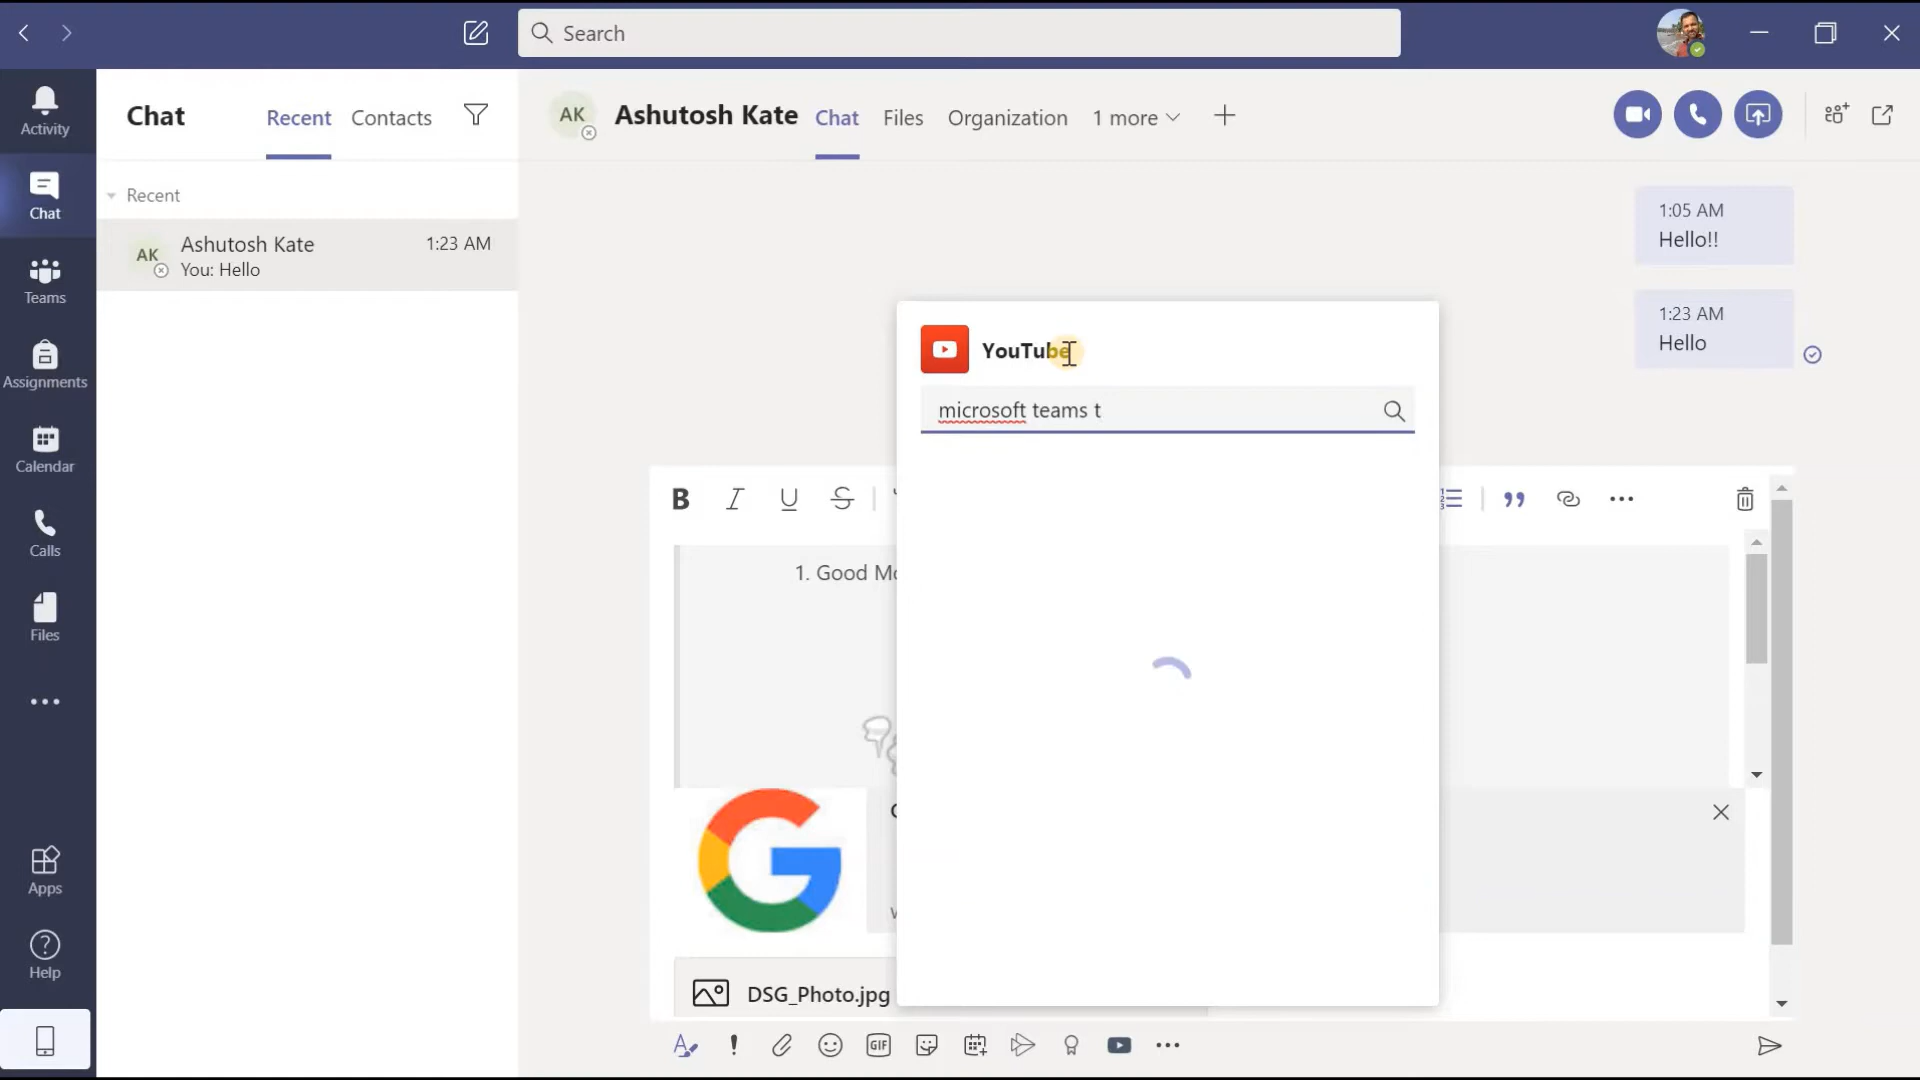 Search
Activity
Chat
Teams
Assignments
Calendar
Calls
Files
Apps
Help
Chat
Recent
Contacts
Recent
AK
Ashutosh Kate
1:23 AM
You: Hello
AK
Ashutosh Kate
Chat
Files
Organization
1 more
1:05 AM
Hello!!
1:23 AM
Hello
YouTube
microsoft teams t
B
I
U
S
1. Good Mo
DSG_Photo.jpg
GIF